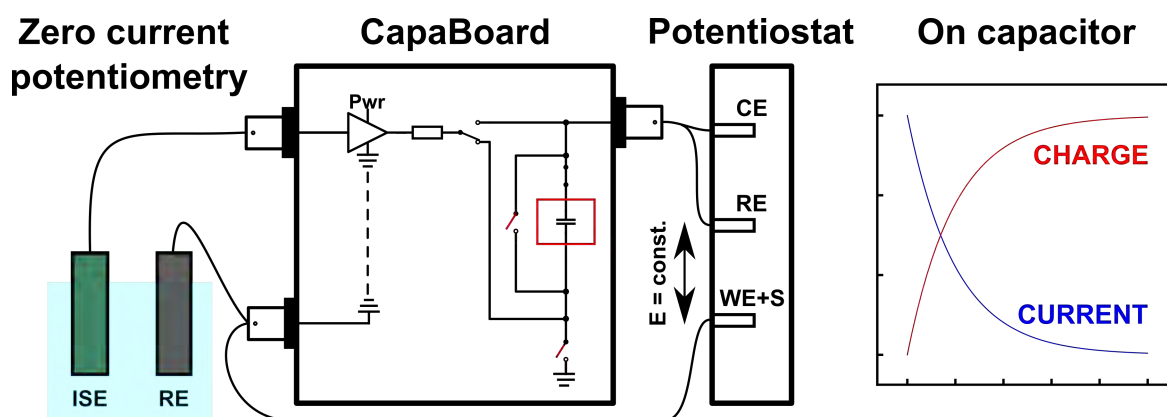 Zero current
potentiometry
CapaBoard
Potentiostat
On capacitor
Pwr
CE
RE
E = const.
WE+S
ISE
RE
CHARGE
CURRENT